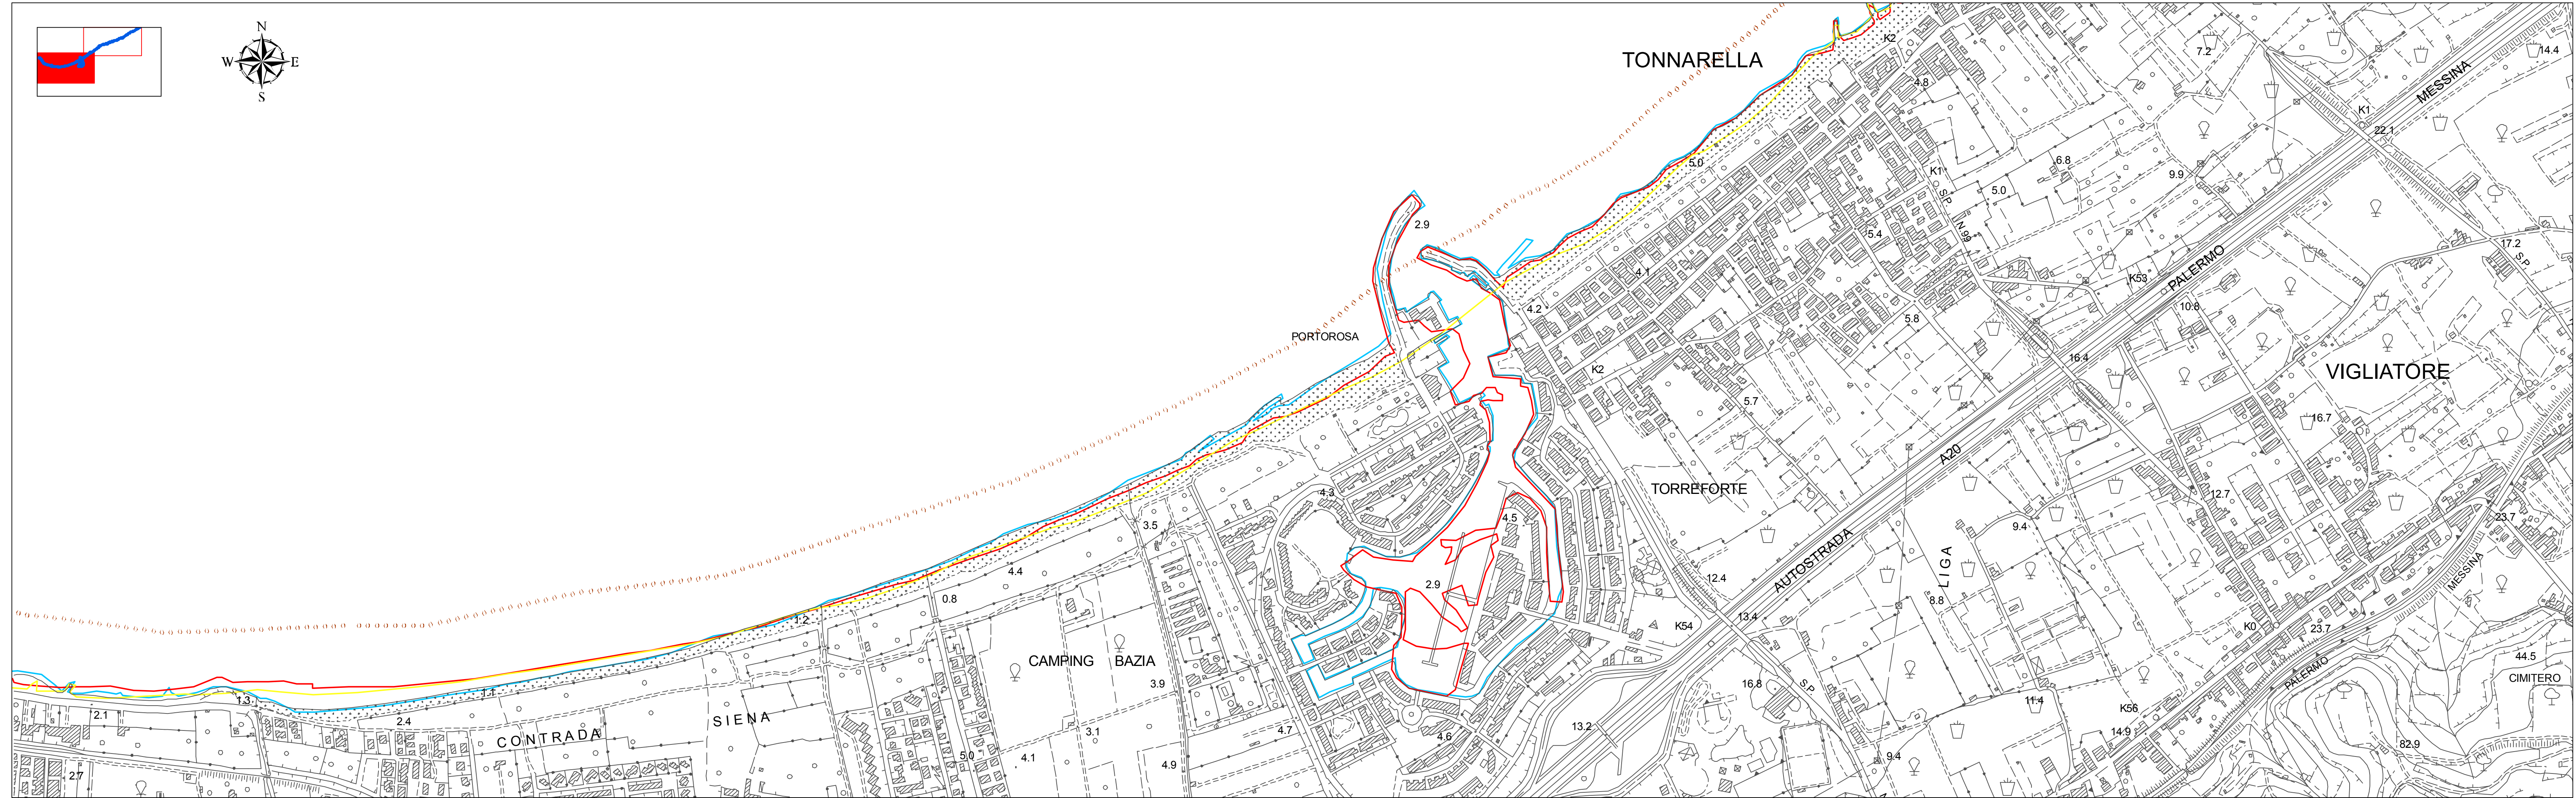 N
W
E
S
TONNARELLA
K2
7.2
14.4
4.8
MESSINA
K1
22.1
5.0
6.8
K1
9.9
5.0
S.P. N.99
2.9
5.4
17.2
S.P.
4.1
PALERMO
K53
10.8
4.2
5.8
PORTOROSA
16.4
K2
VIGLIATORE
5.7
16.7
A20
4.3
TORREFORTE
12.7
3.5
4.5
23.7
9.4
AUTOSTRADA
LIGA
4.4
12.4
MESSINA
2.9
0.8
8.8
1.2
13.4
K54
K0
23.7
CAMPING BAZIA
44.5
PALERMO
CIMITERO
3.9
16.8
S.P.
1.1
1.3
11.4
K56
2.1
2.4
SIENA
13.2
CONTRADA
4.7
3.1
14.9
4.6
82.9
5.0
4.1
4.9
9.4
2.7